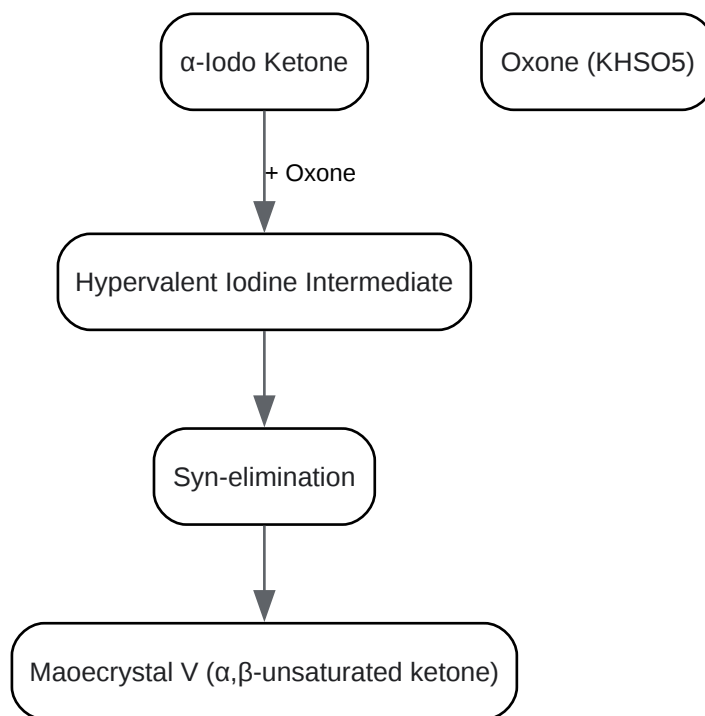 α-Iodo Ketone
Oxone (KHSO5)
+ Oxone
Hypervalent Iodine Intermediate
Syn-elimination
Maoecrystal V (α,β-unsaturated ketone)